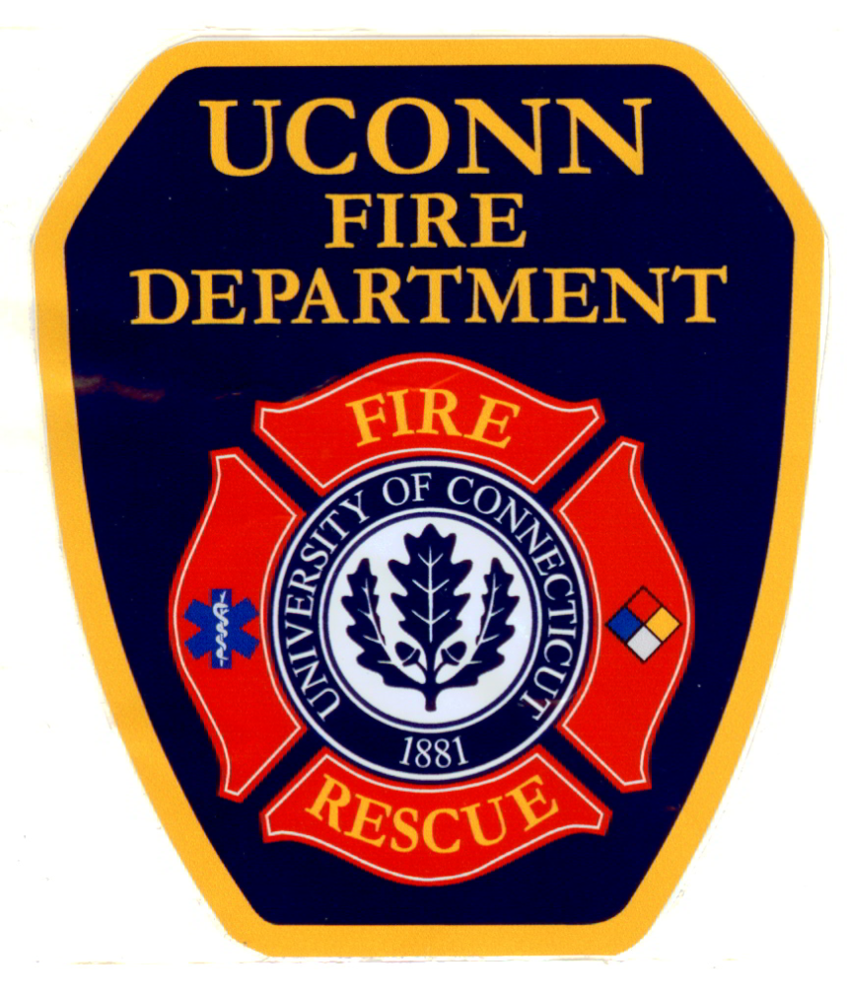 UCONN
FIRE
DEPARTMENT
FIRE
UNIVERSITY OF CONNECTICUT
1881
RESCUE